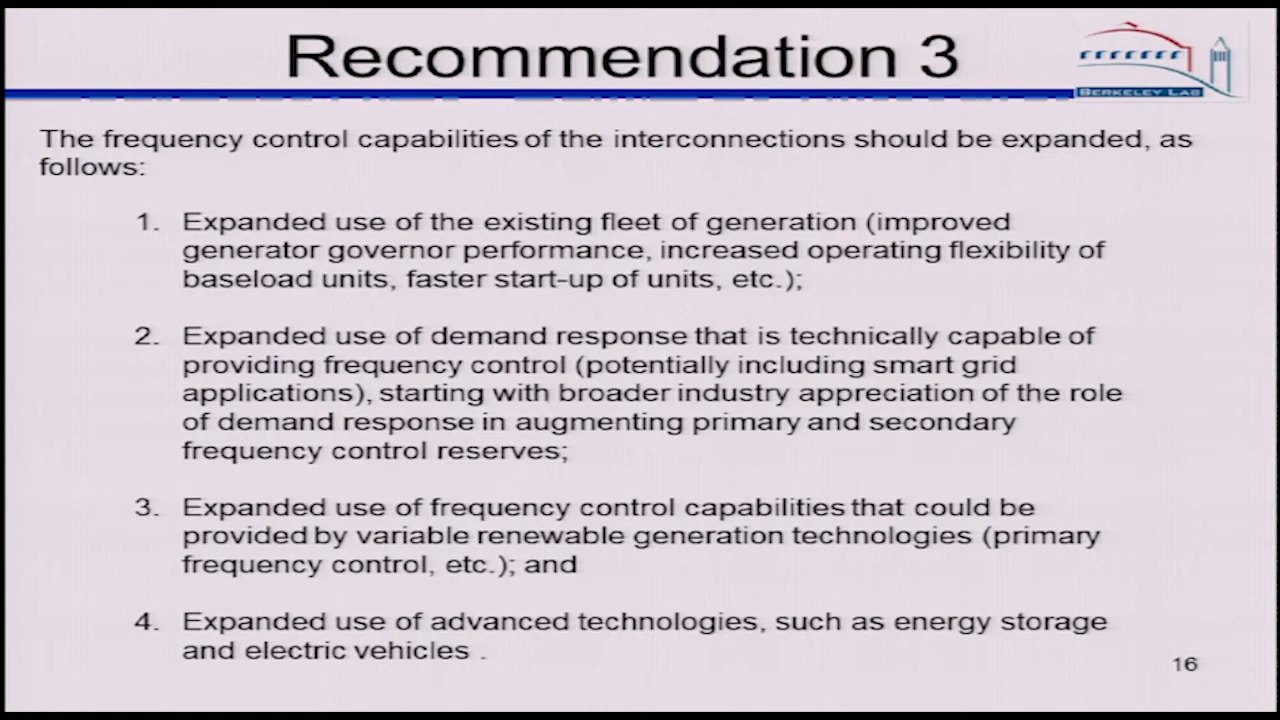 Recommendation 3
BERKELEY LAB
The frequency control capabilities of the interconnections should be expanded, as
follows:
1. Expanded use of the existing fleet of generation (improved
generator governor performance, increased operating flexibility of
baseload units, faster start-up of units, etc.);
2. Expanded use of demand response that is technically capable of
providing frequency control (potentially including smart grid
applications), starting with broader industry appreciation of the role
of demand response in augmenting primary and secondary
frequency control reserves;
3. Expanded use of frequency control capabilities that could be
provided by variable renewable generation technologies (primary
frequency control, etc.); and
4. Expanded use of advanced technologies, such as energy storage
and electric vehicles .
16